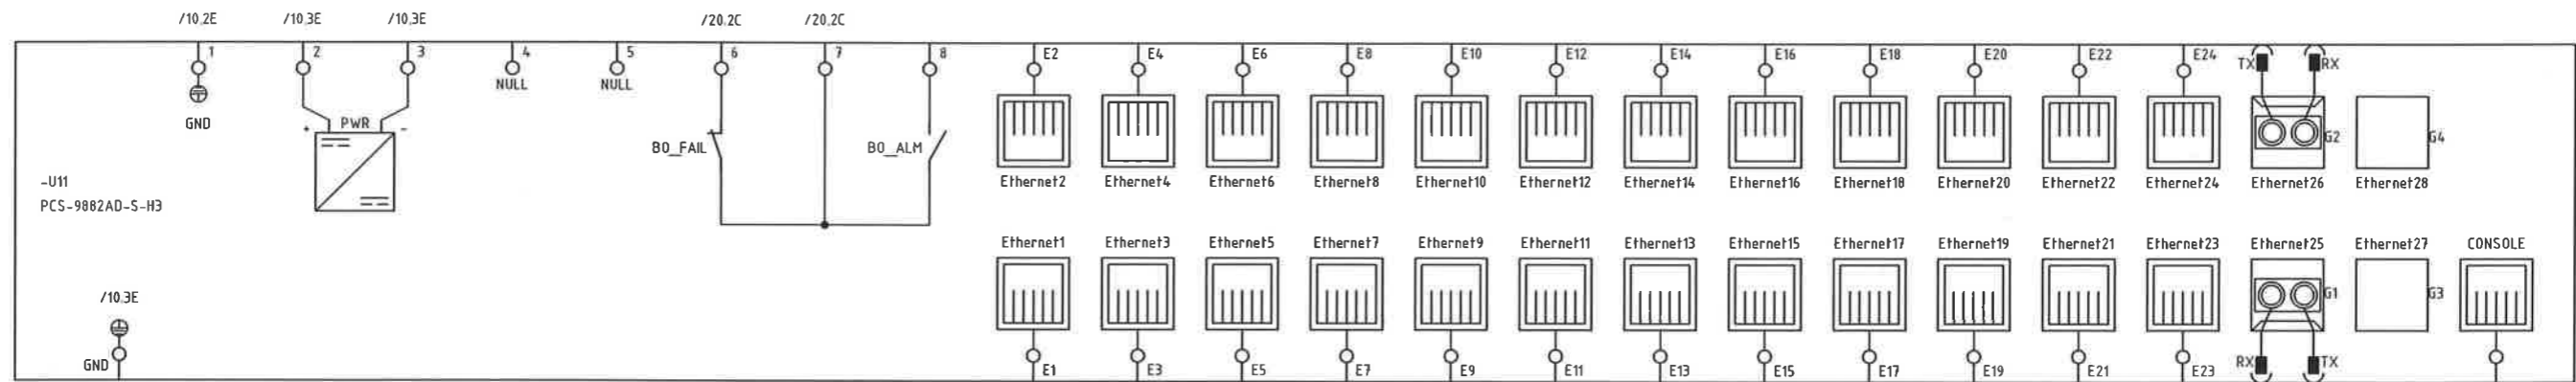 /10.2E /10.3E /10.3E /20.2C /20.2C
1 2 3 4 5 6 7 8 E2 E4 E6 E8 E10 E12 E14 E16 E18 E20 E22 E24 TX RX
NULL NULL
GND + PWR -
BO_FAIL BO_ALM G2 G4
Ethernet2 Ethernet4 Ethernet6 Ethernet8 Ethernet10 Ethernet12 Ethernet14 Ethernet16 Ethernet18 Ethernet20 Ethernet22 Ethernet24 Ethernet26 Ethernet28
-U11
PCS-9882AD-S-H3
Ethernet1 Ethernet3 Ethernet5 Ethernet7 Ethernet9 Ethernet11 Ethernet13 Ethernet15 Ethernet17 Ethernet19 Ethernet21 Ethernet23 Ethernet25 Ethernet27 CONSOLE
/10.3E G1 G3
GND E1 E3 E5 E7 E9 E11 E13 E15 E17 E19 E21 E23 RX TX